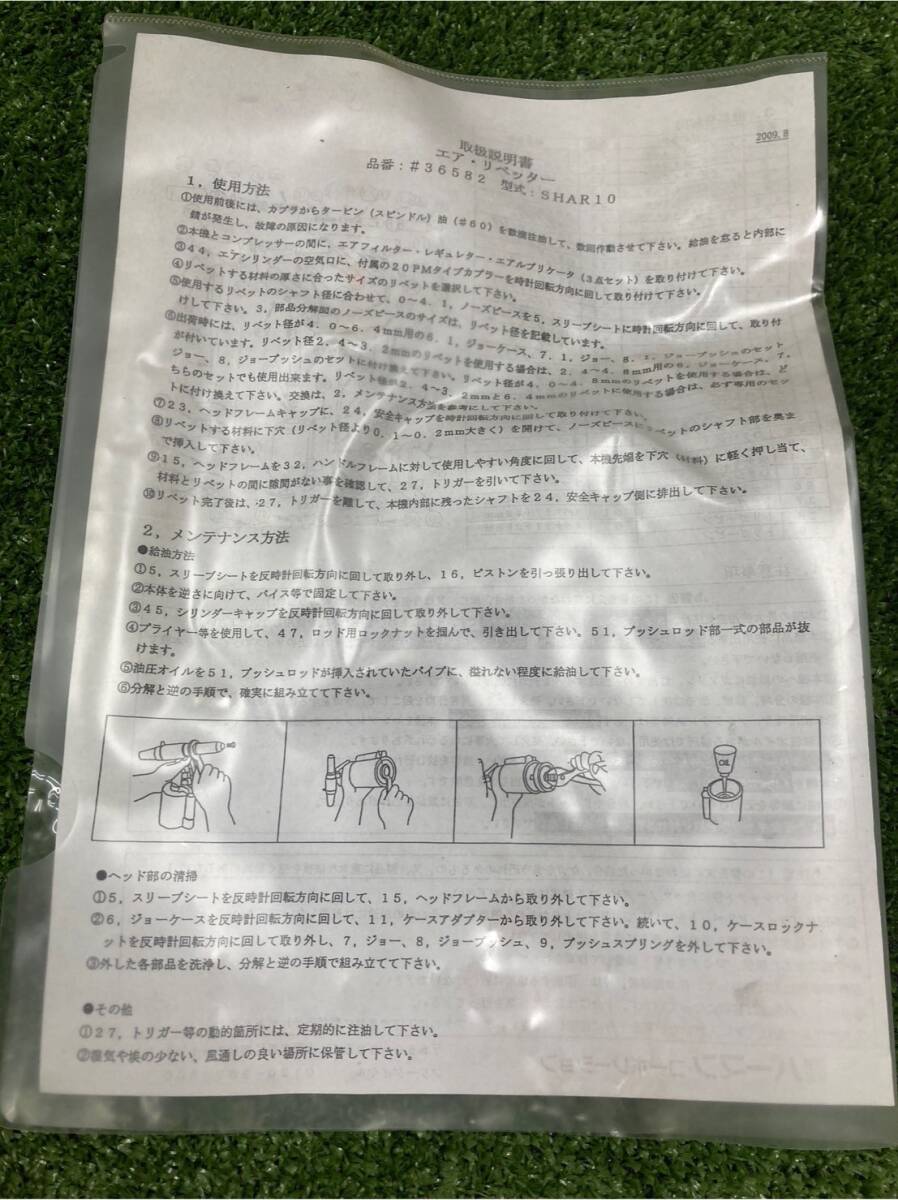 2009.8
取扱説明書
エア・リベッター
品番：＃36582　型式：SHAR10
1，使用方法
①使用前後には、カプラからタービン（スピンドル）油（＃60）を数滴注油して、数回作動させて下さい。給油を怠ると内部に
錆が発生し、故障の原因になります。
②本機とコンプレッサーの間に、エアフィルター・レギュレター・エアルブリケータ（3点セット）を取り付けて下さい。
③44，エアシリンダーの空気口に、付属の20PMタイプカプラーを時計回転方向に回して取り付けて下さい。
④リベットする材料の厚さに合ったサイズのリベットを選択して下さい。
⑤使用するリベットのシャフト径に合わせて、0～4．1，ノーズピースを5，スリーブシートに時計回転方向に回して、取り付
けして下さい。3，部品分解図のノーズピースのサイズは、リベット径を記載しています。
⑥出荷時には、リベット径が4．0～6．4mm用の6．1，ジョーケース、7．1，ジョー、8．1，ジョープッシュのセット
が付いています。リベット径2．4～3．2mmのリベットを使用する場合は、2．4～4．8mm用の6，ジョーケース、7，
ジョー、8，ジョープッシュのセットに付け換えて下さい。リベット径が4．0～4．8mmのリベットを使用する場合は、ど
ちらのセットでも使用出来ます。リベット径が2．4～3．2mmと6．4mmのリベットに使用する場合は、必ず専用のセッ
トに付け換えて下さい。交換は、2，メンテナンス方法を参考にして下さい。
⑦23，ヘッドフレームキャップに、24，安全キャップを時計回転方向に回して取り付けて下さい。
⑧リベットする材料に下穴（リベット径より0．1～0．2mm大きく）を開けて、ノーズピースにリベットのシャフト部を奥ま
で挿入して下さい。
⑨15，ヘッドフレームを32，ハンドルフレームに対して使用しやすい角度に回して、本機先端を下穴（材料）に軽く押し当て、
材料とリベットの間に隙間がない事を確認して、27，トリガーを引いて下さい。
⑩リベット完了後は、27，トリガーを離して、本機内部に残ったシャフトを24，安全キャップ側に排出して下さい。
2，メンテナンス方法
●給油方法
①5，スリーブシートを反時計回転方向に回して取り外し、16，ピストンを引っ張り出して下さい。
②本体を逆さに向けて、バイス等で固定して下さい。
③45，シリンダーキャップを反時計回転方向に回して取り外して下さい。
④プライヤー等を使用して、47，ロッド用ロックナットを掴んで、引き出して下さい。51，プッシュロッド部一式の部品が抜
けます。
⑤油圧オイルを51，プッシュロッドが挿入されていたパイプに、溢れない程度に給油して下さい。
⑥分解と逆の手順で、確実に組み立てて下さい。
OIL
●ヘッド部の清掃
①5，スリーブシートを反時計回転方向に回して、15，ヘッドフレームから取り外して下さい。
②6，ジョーケースを反時計回転方向に回して、11，ケースアダプターから取り外して下さい。続いて、10，ケースロックナ
ットを反時計回転方向に回して取り外し、7，ジョー、8，ジョープッシュ、9，プッシュスプリングを外して下さい。
③外した各部品を洗浄し、分解と逆の手順で組み立てて下さい。
●その他
①27，トリガー等の動的箇所には、定期的に注油して下さい。
②湿気や埃の少ない、風通しの良い場所に保管して下さい。